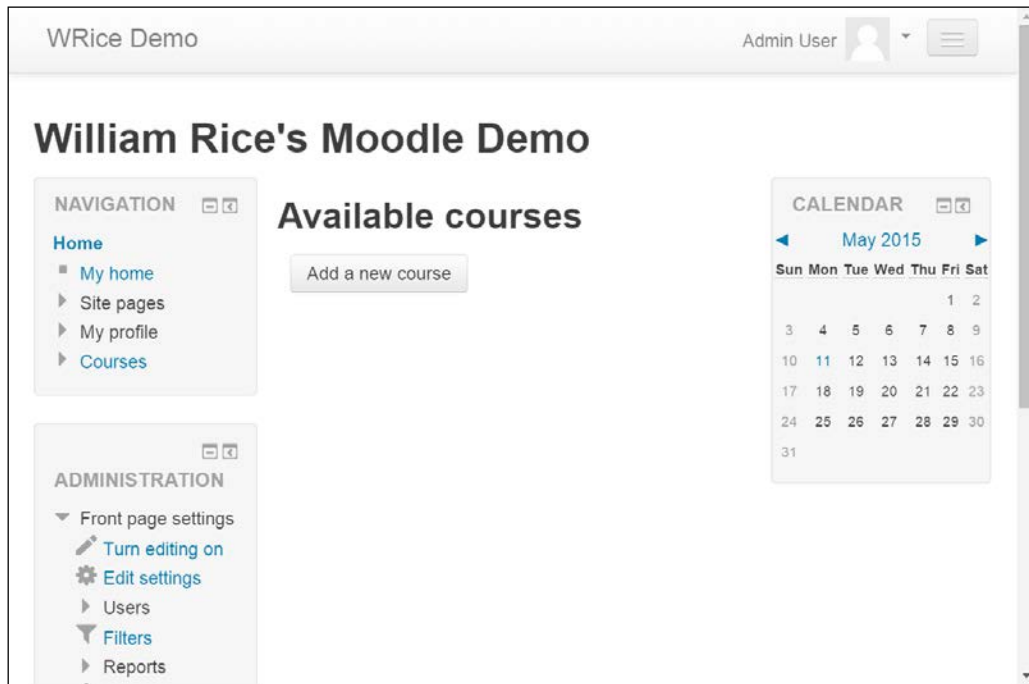 WRice Demo
Admin User
William Rice's Moodle Demo
NAVIGATION
Home
My home
Site pages
My profile
Courses
ADMINISTRATION
Front page settings
Turn editing on
Edit settings
Users
Filters
Reports
Available courses
Add a new course
CALENDAR
May 2015
Sun Mon Tue Wed Thu Fri Sat
1 2
3 4 5 6 7 8 9
10 11 12 13 14 15 16
17 18 19 20 21 22 23
24 25 26 27 28 29 30
31